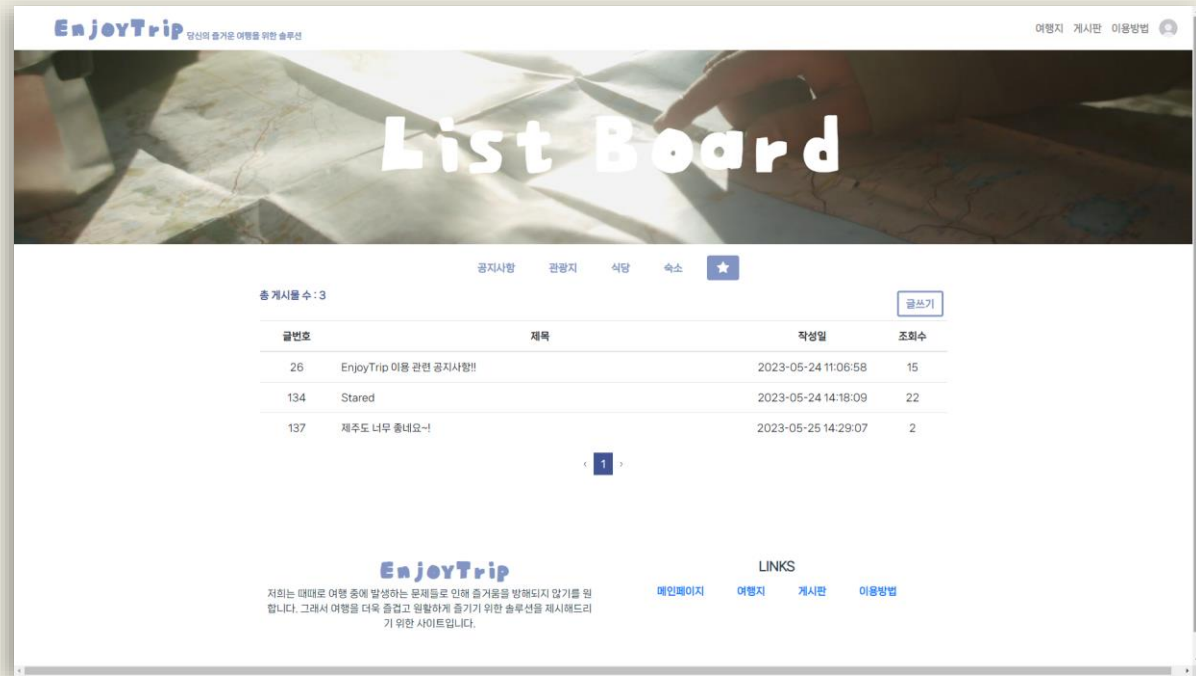 EnjoyTrip 당신의 즐거운 여행을 위한 솔루션
여행지 게시판 이용방법
List Board
공지사항 관광지 식당 숙소
총 게시물 수 : 3
글쓰기
글번호 제목 작성일 조회수
26 EnjoyTrip 이용 관련 공지사항!! 2023-05-24 11:06:58 15
134 Stared 2023-05-24 14:18:09 22
137 제주도 너무 좋네요~! 2023-05-25 14:29:07 2
‹ 1 ›
EnjoyTrip
저희는 때때로 여행 중에 발생하는 문제들로 인해 즐거움을 방해되지 않기를 원
합니다. 그래서 여행을 더욱 즐겁고 원활하게 즐기기 위한 솔루션을 제시해드리
기 위한 사이트입니다.
LINKS
메인페이지 여행지 게시판 이용방법